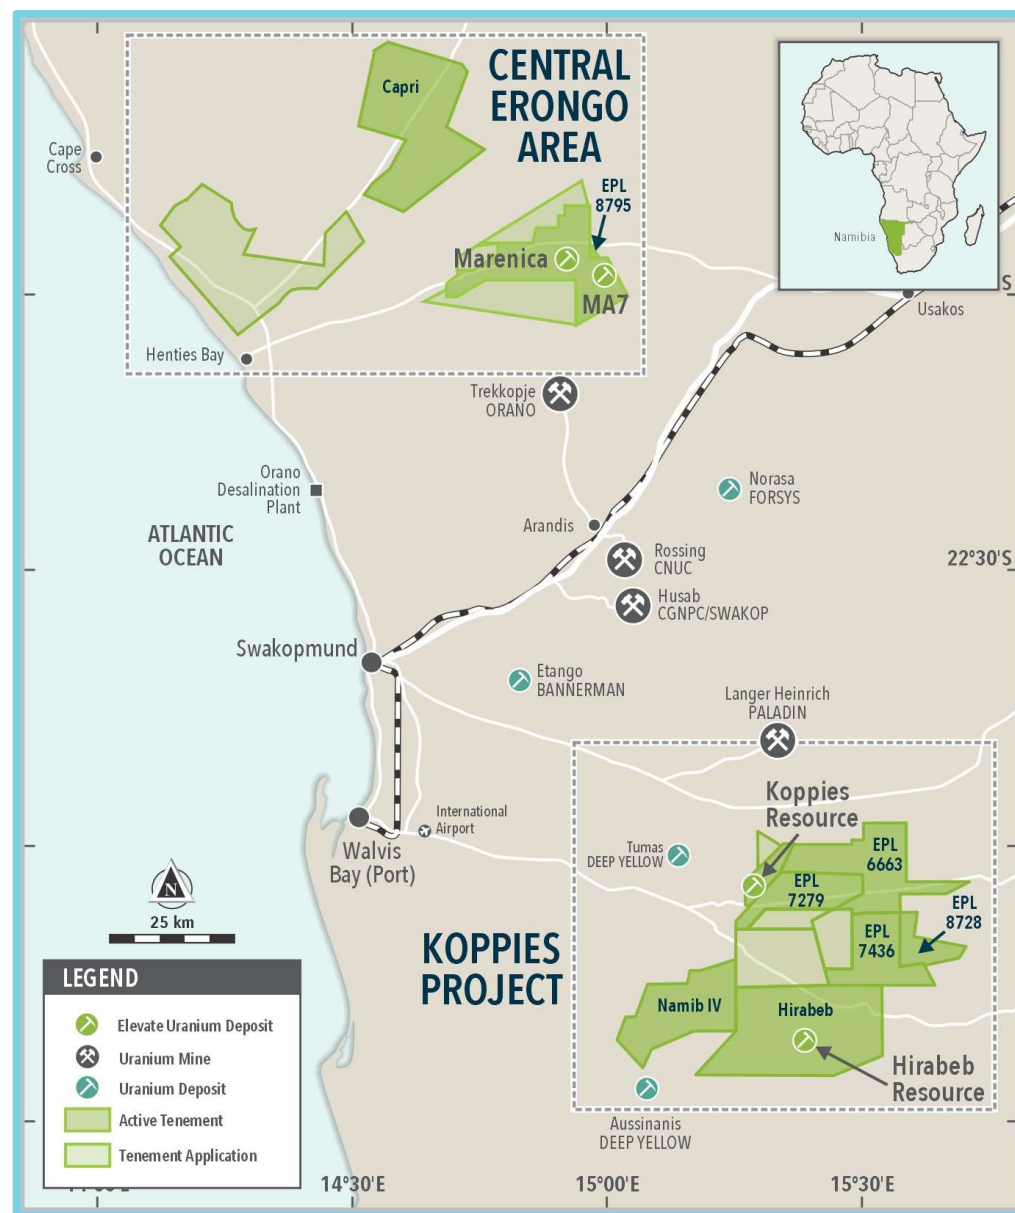 CENTRAL
ERONGO
AREA
Capri
Cape
Cross
EPL
8795
Marenica
MA7
Namibia
S
Usakos
Henties Bay
Trekkopje
ORANO
Orano
Desalination
Plant
Norasa
FORSYS
ATLANTIC
OCEAN
Arandis
Rossing
CNUC
22°30'S
Husab
CGNPC/SWAKOP
Swakopmund
Etango
BANNERMAN
Langer Heinrich
PALADIN
Koppies
Resource
International
Airport
Walvis
Bay (Port)
Tumas
DEEP YELLOW
EPL
6663
EPL
7279
EPL
8728
EPL
7436
N
25 km
KOPPIES
PROJECT
Namib IV
Hirabeb
Hirabeb
Resource
Aussinanis
DEEP YELLOW
LEGEND
Elevate Uranium Deposit
Uranium Mine
Uranium Deposit
Active Tenement
Tenement Application
14°30'E
15°00'E
15°30'E